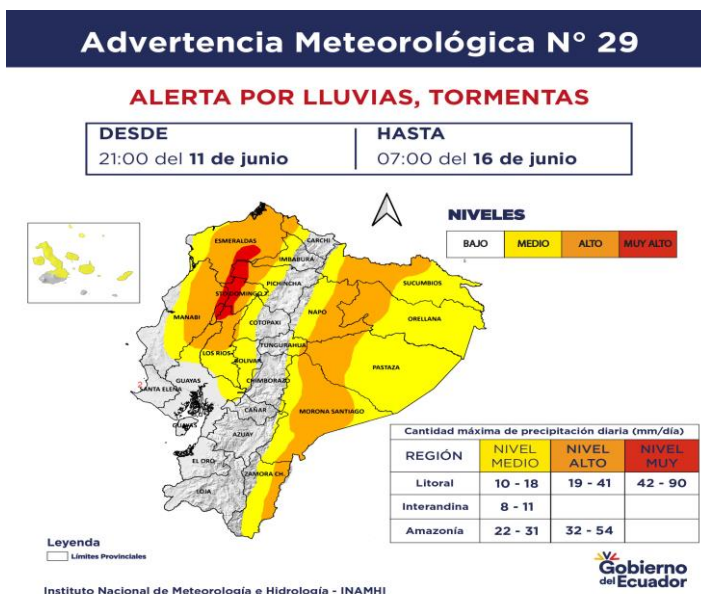 Advertencia Meteorológica N° 29
ALERTA POR LLUVIAS, TORMENTAS
DESDE
21:00 del 11 de junio
HASTA
07:00 del 16 de junio
NIVELES
BAJO MEDIO ALTO MUY ALTO
ESMERALDAS
CARCHI
IMBABURA
PICHINCHA
SUCUMBIOS
NAPO
ORELLANA
MANABI
COTOPAXI
TUNGURAHUA
LOS RIOS
BOLIVAR
PASTAZA
CHIMBORAZO
GUAYAS
SANTA ELENA
MORONA SANTIAGO
CAÑAR
GUAYAS
AZUAY
EL ORO
ZAMORA CH.
LOJA
Cantidad máxima de precipitación diaria (mm/día)
REGIÓN NIVEL MEDIO NIVEL ALTO NIVEL MUY
Litoral 10 - 18 19 - 41 42 - 90
Interandina 8 - 11
Amazonía 22 - 31 32 - 54
Leyenda
Límites Provinciales
Gobierno
del Ecuador
Instituto Nacional de Meteorología e Hidrología - INAMHI